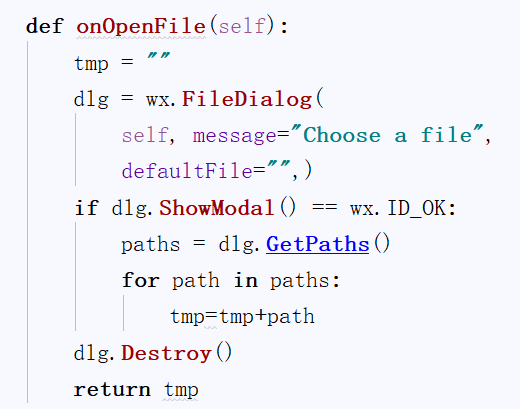 def onOpenFile(self):
    tmp = ""
    dlg = wx.FileDialog(
        self, message="Choose a file",
        defaultFile="",)
    if dlg.ShowModal() == wx.ID_OK:
        paths = dlg.GetPaths()
        for path in paths:
            tmp=tmp+path
    dlg.Destroy()
    return tmp